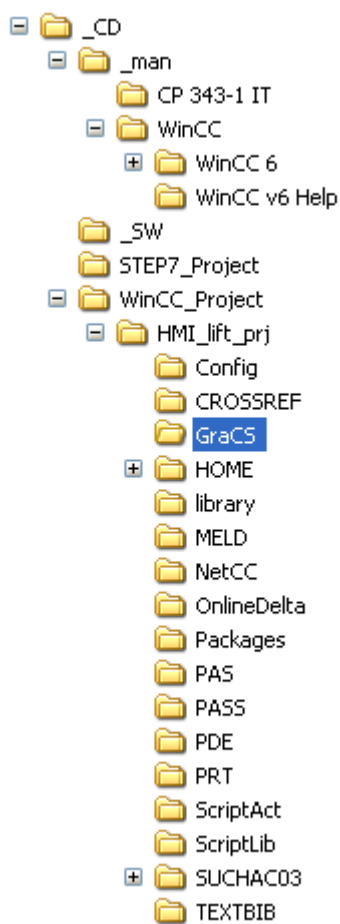 _CD
_man
CP 343-1 IT
WinCC
WinCC 6
WinCC v6 Help
_SW
STEP7_Project
WinCC_Project
HMI_lift_prj
Config
CROSSREF
GraCS
HOME
library
MELD
NetCC
OnlineDelta
Packages
PAS
PASS
PDE
PRT
ScriptAct
ScriptLib
SUCHAC03
TEXTBIB